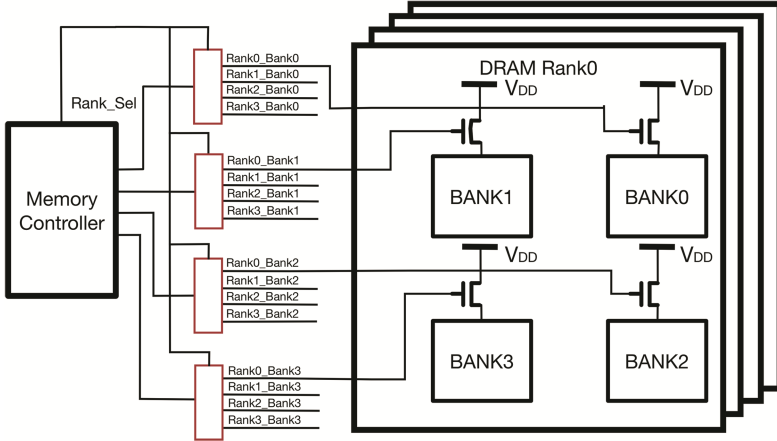 Rank_Sel
Memory
Controller
Rank0_Bank0
Rank1_Bank0
Rank2_Bank0
Rank3_Bank0
Rank0_Bank1
Rank1_Bank1
Rank2_Bank1
Rank3_Bank1
Rank0_Bank2
Rank1_Bank2
Rank2_Bank2
Rank3_Bank2
Rank0_Bank3
Rank1_Bank3
Rank2_Bank3
Rank3_Bank3
DRAM Rank0
VDD
VDD
BANK1
BANK0
VDD
VDD
BANK3
BANK2